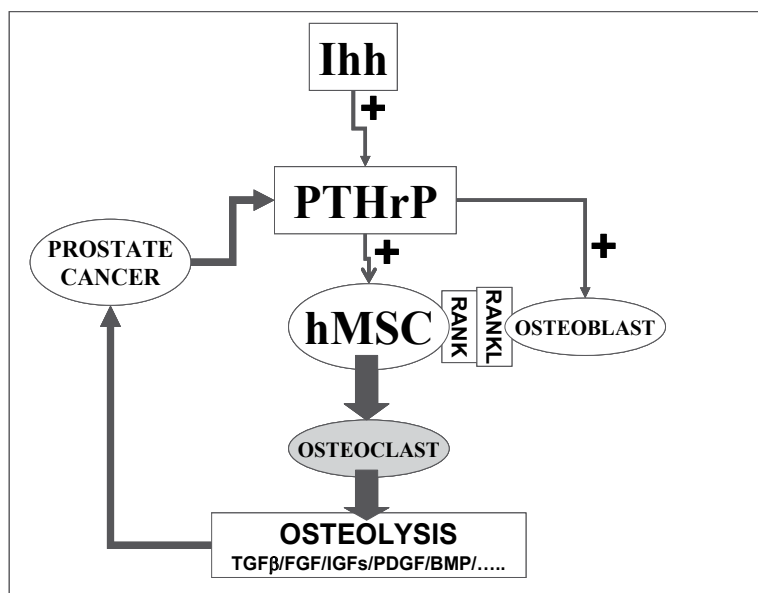 Ihh
+
PTHrP
+
+
PROSTATE
CANCER
hMSC
RANK
RANKL
OSTEOBLAST
OSTEOCLAST
OSTEOLYSIS
TGFβ/FGF/IGFs/PDGF/BMP/…..